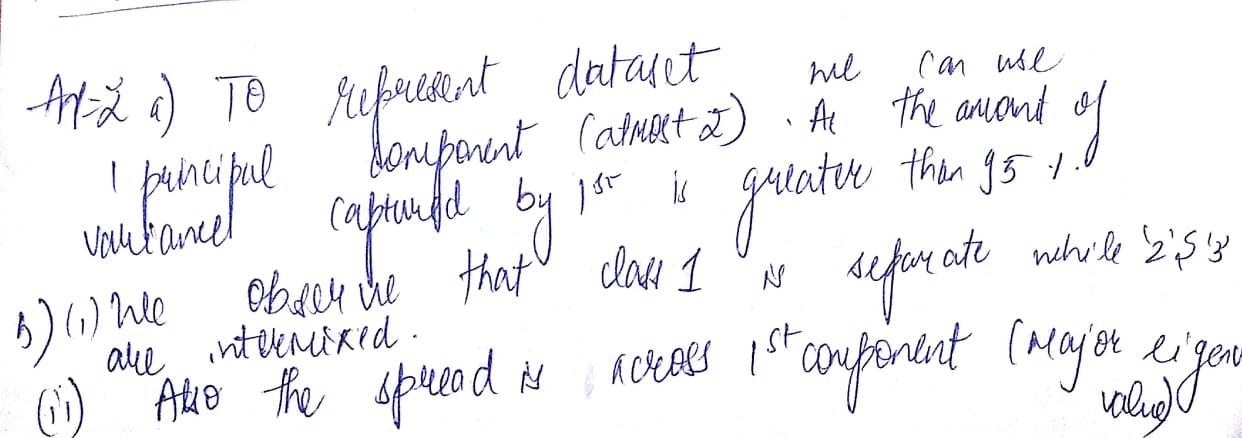 Ans-2 a) To represent dataset we can use
1 principal component (atmost 2). As the amount of
variance captured by 1st is greater than 95%.
b) (i) We observe that class 1 is separate while '2' & '3'
are intermixed.
(ii) Also the spread is across 1st component (Major eigen
value)